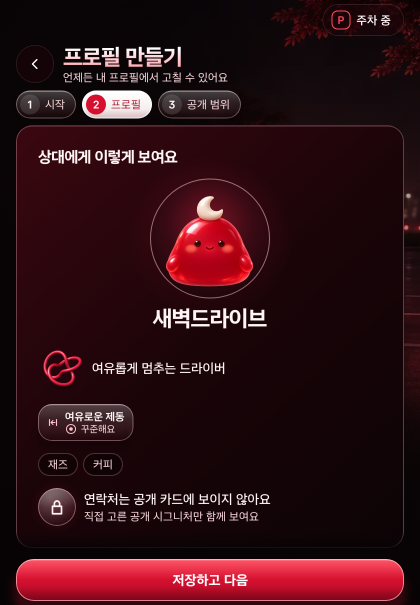 P 주차 중
프로필 만들기
언제든 내 프로필에서 고칠 수 있어요
1 시작 2 프로필 3 공개 범위
상대에게 이렇게 보여요
새벽드라이브
여유롭게 멈추는 드라이버
여유로운 제동
꾸준해요
재즈 커피
연락처는 공개 카드에 보이지 않아요
직접 고른 공개 시그니처만 함께 보여요
저장하고 다음